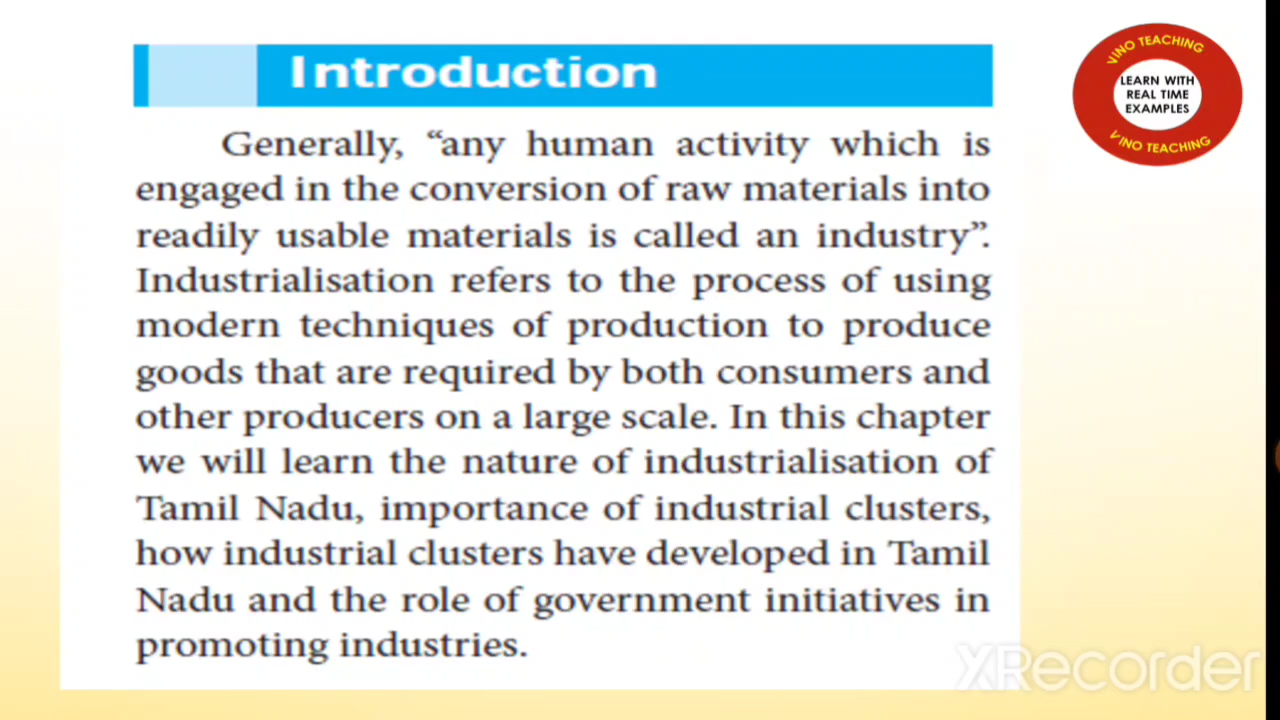 Introduction
Generally, “any human activity which is
engaged in the conversion of raw materials into
readily usable materials is called an industry”.
Industrialisation refers to the process of using
modern techniques of production to produce
goods that are required by both consumers and
other producers on a large scale. In this chapter
we will learn the nature of industrialisation of
Tamil Nadu, importance of industrial clusters,
how industrial clusters have developed in Tamil
Nadu and the role of government initiatives in
promoting industries.
VINO TEACHING
LEARN WITH
REAL TIME
EXAMPLES
VINO TEACHING
XRecorder